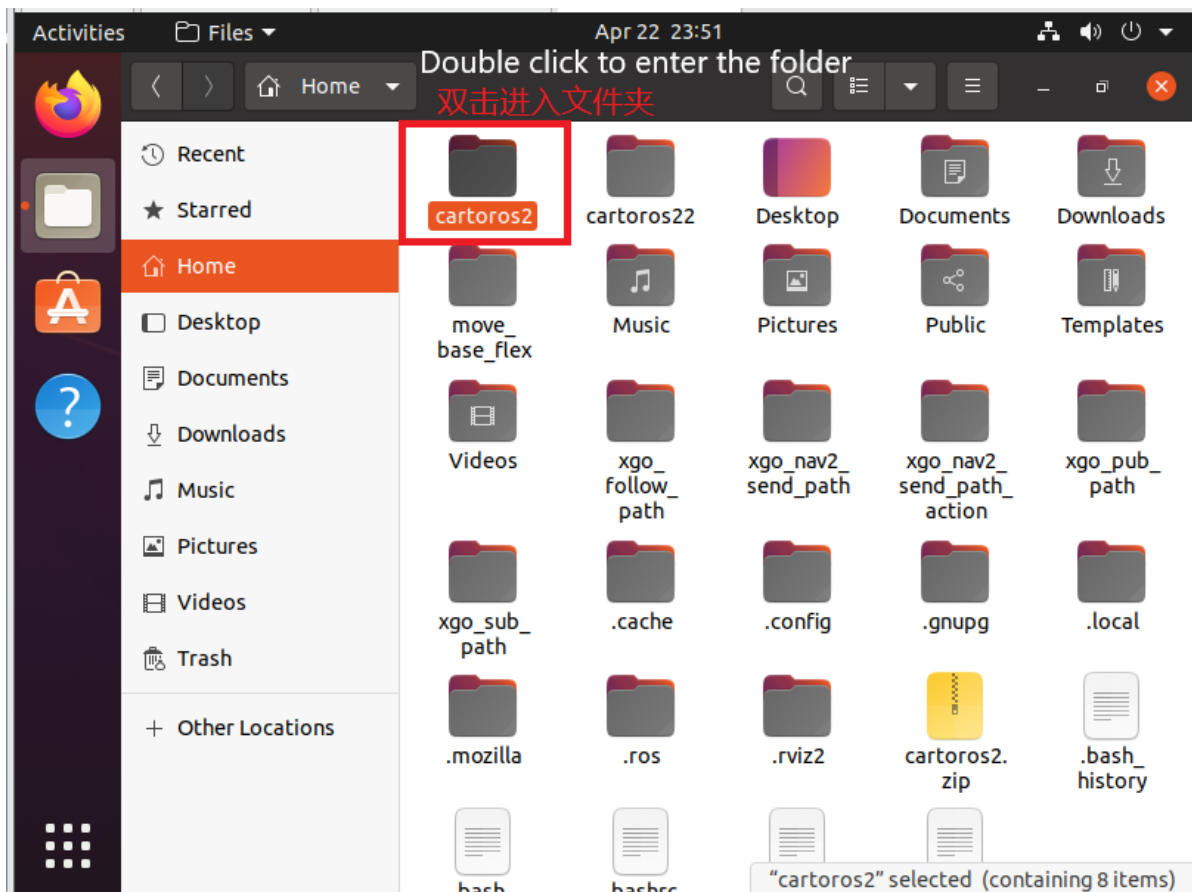 Activities
Files
Apr 22 23:51
Home
Double click to enter the folder
双击进入文件夹
Recent
Starred
Home
Desktop
Documents
Downloads
Music
Pictures
Videos
Trash
+ Other Locations
cartoros2
cartoros22
Desktop
Documents
Downloads
move_
base_flex
Music
Pictures
Public
Templates
Videos
xgo_
follow_
path
xgo_nav2_
send_path
xgo_nav2_
send_path_
action
xgo_pub_
path
xgo_sub_
path
.cache
.config
.gnupg
.local
.mozilla
.ros
.rviz2
cartoros2.
zip
.bash_
history
"cartoros2" selected (containing 8 items)